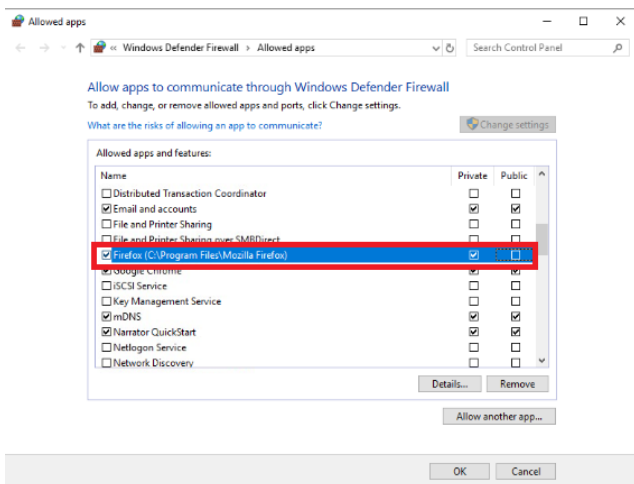 Allowed apps
« Windows Defender Firewall > Allowed apps
Search Control Panel
Allow apps to communicate through Windows Defender Firewall
To add, change, or remove allowed apps and ports, click Change settings.
What are the risks of allowing an app to communicate?
Change settings
Allowed apps and features:
Name Private Public
Distributed Transaction Coordinator
Email and accounts
File and Printer Sharing
File and Printer Sharing over SMBDirect
Firefox (C:\Program Files\Mozilla Firefox)
Google Chrome
iSCSI Service
Key Management Service
mDNS
Narrator QuickStart
Netlogon Service
Network Discovery
Details... Remove
Allow another app...
OK Cancel